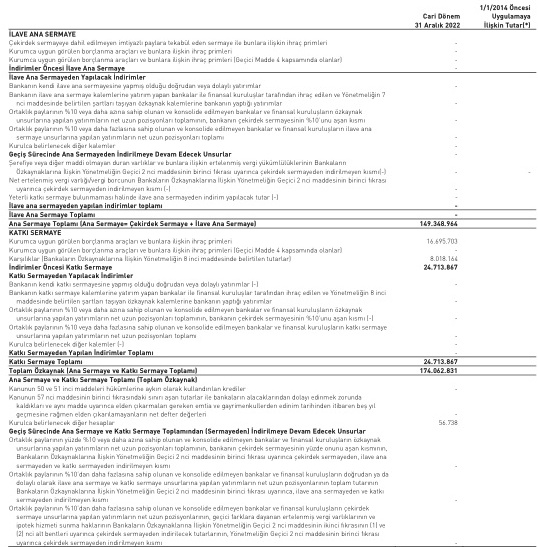 1/1/2014 Öncesi
Cari Dönem Uygulamaya
31 Aralık 2022 İlişkin Tutar(*)
İLAVE ANA SERMAYE
Çekirdek sermayeye dahil edilmeyen imtiyazlı paylara tekabül eden sermaye ile bunlara ilişkin ihraç primleri -
Kurumca uygun görülen borçlanma araçları ve bunlara ilişkin ihraç primleri -
Kurumca uygun görülen borçlanma araçları ve bunlara ilişkin ihraç primleri (Geçici Madde 4 kapsamında olanlar) -
İndirimler Öncesi İlave Ana Sermaye -
İlave Ana Sermayeden Yapılacak İndirimler
Bankanın kendi ilave ana sermayesine yapmış olduğu doğrudan veya dolaylı yatırımlar -
Bankanın ilave ana sermaye kalemlerine yatırım yapan bankalar ile finansal kuruluşlar tarafından ihraç edilen ve Yönetmeliğin 7
nci maddesinde belirtilen şartları taşıyan özkaynak kalemlerine bankanın yaptığı yatırımlar -
Ortaklık paylarının %10 veya daha azına sahip olunan ve konsolide edilmeyen bankalar ve finansal kuruluşların özkaynak
unsurlarına yapılan yatırımların net uzun pozisyonları toplamının, bankanın çekirdek sermayesinin %10'unu aşan kısmı -
Ortaklık paylarının %10 veya daha fazlasına sahip olunan ve konsolide edilmeyen bankalar ve finansal kuruluşların ilave ana
sermaye unsurlarına yapılan yatırımların net uzun pozisyonları toplamı -
Kurulca belirlenecek diğer kalemler -
Geçiş Sürecinde Ana Sermayeden İndirilmeye Devam Edecek Unsurlar
Şerefiye veya diğer maddi olmayan duran varlıklar ve bunlara ilişkin ertelenmiş vergi yükümlülüklerinin Bankaların
Özkaynaklarına İlişkin Yönetmeliğin Geçici 2 nci maddesinin birinci fıkrası uyarınca çekirdek sermayeden indirilmeyen kısmı(-) - -
Net ertelenmiş vergi varlığı/vergi borcunun Bankaların Özkaynaklarına İlişkin Yönetmeliğin Geçici 2 nci maddesinin birinci fıkrası
uyarınca çekirdek sermayeden indirilmeyen kısmı (-) -
Yeterli katkı sermaye bulunmaması halinde ilave ana sermayeden indirim yapılacak tutar (-) -
İlave ana sermayeden yapılan indirimler toplamı -
İlave Ana Sermaye Toplamı -
Ana Sermaye Toplamı (Ana Sermaye= Çekirdek Sermaye + İlave Ana Sermaye) 149.348.964
KATKI SERMAYE
Kurumca uygun görülen borçlanma araçları ve bunlara ilişkin ihraç primleri 16.695.703
Kurumca uygun görülen borçlanma araçları ve bunlara ilişkin ihraç primleri (Geçici Madde 4 kapsamında olanlar) -
Karşılıklar (Bankaların Özkaynaklarına İlişkin Yönetmeliğin 8 inci maddesinde belirtilen tutarlar) 8.018.164
İndirimler Öncesi Katkı Sermaye 24.713.867
Katkı Sermayeden Yapılacak İndirimler
Bankanın kendi katkı sermayesine yapmış olduğu doğrudan veya dolaylı yatırımlar (-) -
Bankanın katkı sermaye kalemlerine yatırım yapan bankalar ile finansal kuruluşlar tarafından ihraç edilen ve Yönetmeliğin 8 inci
maddesinde belirtilen şartları taşıyan özkaynak kalemlerine bankanın yaptığı yatırımlar -
Ortaklık paylarının %10 veya daha azına sahip olunan ve konsolide edilmeyen bankalar ve finansal kuruluşların özkaynak
unsurlarına yapılan yatırımların net uzun pozisyonları toplamının, bankanın çekirdek sermayesinin %10'unu aşan kısmı (-) -
Ortaklık paylarının %10 veya daha fazlasına sahip olunan ve konsolide edilmeyen bankalar ve finansal kuruluşların katkı sermaye
unsurlarına yapılan yatırımların net uzun pozisyonları toplamı -
Kurulca belirlenecek diğer kalemler (-) -
Katkı Sermayeden Yapılan İndirimler Toplamı -
Katkı Sermaye Toplamı 24.713.867
Toplam Özkaynak (Ana Sermaye ve Katkı Sermaye Toplamı) 174.062.831
Ana Sermaye ve Katkı Sermaye Toplamı (Toplam Özkaynak)
Kanunun 50 ve 51 inci maddeleri hükümlerine aykırı olarak kullandırılan krediler -
Kanunun 57 nci maddesinin birinci fıkrasındaki sınırı aşan tutarlar ile bankaların alacaklarından dolayı edinmek zorunda
kaldıkları ve aynı madde uyarınca elden çıkarmaları gereken emtia ve gayrimenkullerden edinim tarihinden itibaren beş yıl
geçmesine rağmen elden çıkarılamayanların net defter değerleri -
Kurulca belirlenecek diğer hesaplar 56.738
Geçiş Sürecinde Ana Sermaye ve Katkı Sermaye Toplamından (Sermayeden) İndirilmeye Devam Edecek Unsurlar
Ortaklık paylarının yüzde %10 veya daha azına sahip olunan ve konsolide edilmeyen bankalar ve finansal kuruluşların özkaynak
unsurlarına yapılan yatırımların net uzun pozisyonları toplamının, bankanın çekirdek sermayesinin yüzde onunu aşan kısmının,
Bankaların Özkaynaklarına İlişkin Yönetmeliğin Geçici 2 nci maddesinin birinci fıkrası uyarınca çekirdek sermayeden, ilave ana
sermayeden ve katkı sermayeden indirilmeyen kısmı -
Ortaklık paylarının %10'dan daha fazlasına sahip olunan ve konsolide edilmeyen bankalar ve finansal kuruluşların doğrudan ya da
dolaylı olarak ilave ana sermaye ve katkı sermaye unsurlarına yapılan yatırımların net uzun pozisyonlarının toplam tutarının
Bankaların Özkaynaklarına İlişkin Yönetmeliğin Geçici 2 nci maddesinin birinci fıkrası uyarınca, ilave ana sermayeden ve katkı
sermayeden indirilmeyen kısmı -
Ortaklık paylarının %10'dan daha fazlasına sahip olunan ve konsolide edilmeyen bankalar ve finansal kuruluşların çekirdek
sermaye unsurlarına yapılan yatırımların net uzun pozisyonlarının, geçici farklara dayanan ertelenmiş vergi varlıklarının ve
ipotek hizmeti sunma haklarının Bankaların Özkaynaklarına İlişkin Yönetmeliğin Geçici 2 nci maddesinin ikinci fıkrasının (1) ve
(2) nci alt bentleri uyarınca çekirdek sermayeden indirilecek tutarlarının, Yönetmeliğin Geçici 2 nci maddesinin birinci fıkrası
uyarınca çekirdek sermayeden indirilmeyen kısmı -